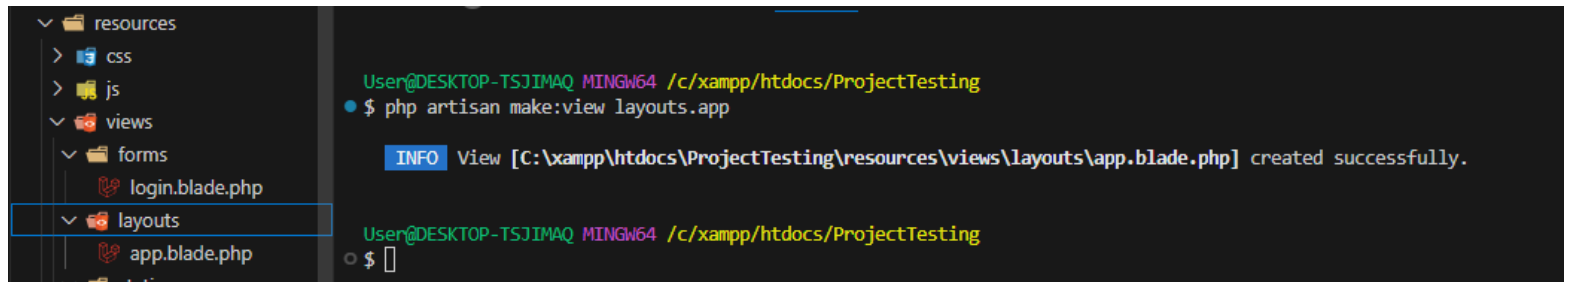 resources
css
js
views
forms
login.blade.php
layouts
app.blade.php
User@DESKTOP-TSJIMAQ MINGW64 /c/xampp/htdocs/ProjectTesting
$ php artisan make:view layouts.app
INFO View [C:\xampp\htdocs\ProjectTesting\resources\views\layouts\app.blade.php] created successfully.
User@DESKTOP-TSJIMAQ MINGW64 /c/xampp/htdocs/ProjectTesting
$